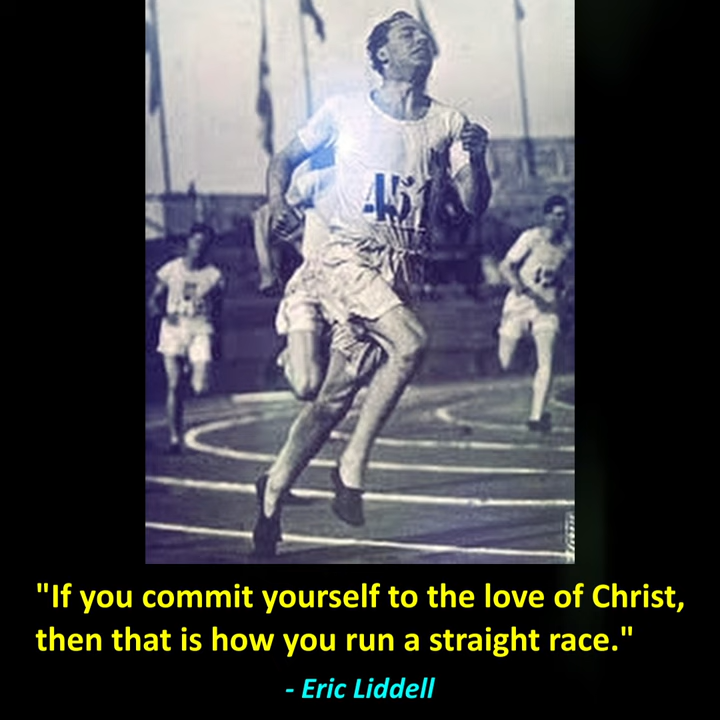 451
"If you commit yourself to the love of Christ,
then that is how you run a straight race."
- Eric Liddell